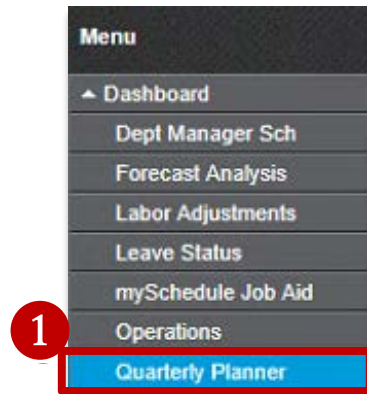 Menu
Dashboard
Dept Manager Sch
Forecast Analysis
Labor Adjustments
Leave Status
mySchedule Job Aid
1
Operations
Quarterly Planner